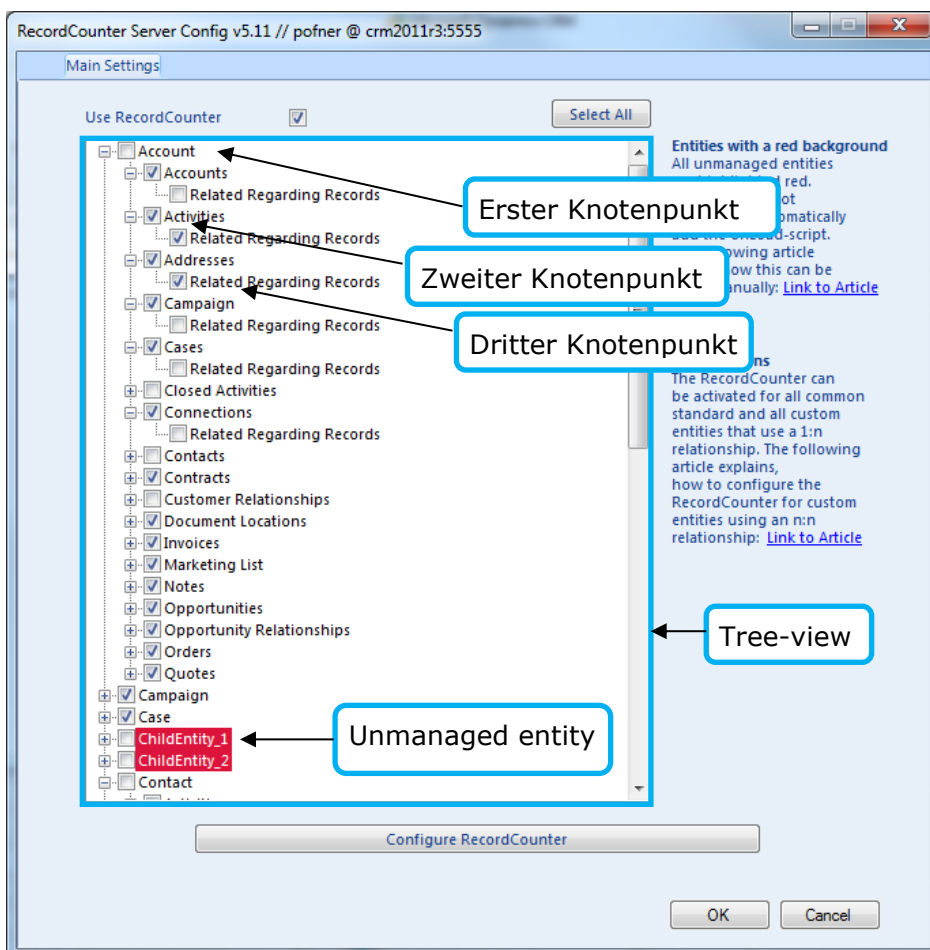 RecordCounter Server Config v5.11 // pofner @ crm2011r3:5555
Main Settings
Use RecordCounter
Select All
Account
Accounts
Related Regarding Records
Activities
Related Regarding Records
Addresses
Related Regarding Records
Campaign
Related Regarding Records
Cases
Related Regarding Records
Closed Activities
Connections
Related Regarding Records
Contacts
Contracts
Customer Relationships
Document Locations
Invoices
Marketing List
Notes
Opportunities
Opportunity Relationships
Orders
Quotes
Campaign
Case
ChildEntity_1
ChildEntity_2
Contact
Erster Knotenpunkt
Zweiter Knotenpunkt
Dritter Knotenpunkt
Tree-view
Unmanaged entity
Entities with a red background
All unmanaged entities
red.
article
this can be
Link to Article
The RecordCounter can
be activated for all common
standard and all custom
entities that use a 1:n
relationship. The following
article explains,
how to configure the
RecordCounter for custom
entities using an n:n
relationship: Link to Article
Configure RecordCounter
OK
Cancel